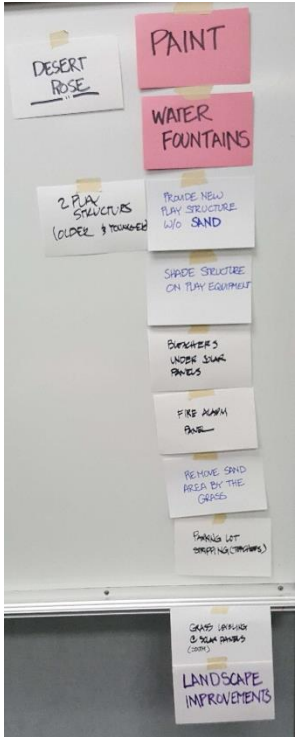 DESERT
ROSE
PAINT
WATER
FOUNTAINS
2 PLAY
STRUCTURES
(OLDER & YOUNGER)
PROVIDE NEW
PLAY STRUCTURE
W/O SAND
SHADE STRUCTURE
ON PLAY EQUIPMENT
BLEACHERS
UNDER SOLAR
PANELS
FIRE ALARM
PANEL
REMOVE SAND
AREA BY THE
GRASS
PARKING LOT
STRIPPING (TEACHERS)
GRASS LEVELING
@ SOLAR PANELS
LANDSCAPE
IMPROVEMENTS